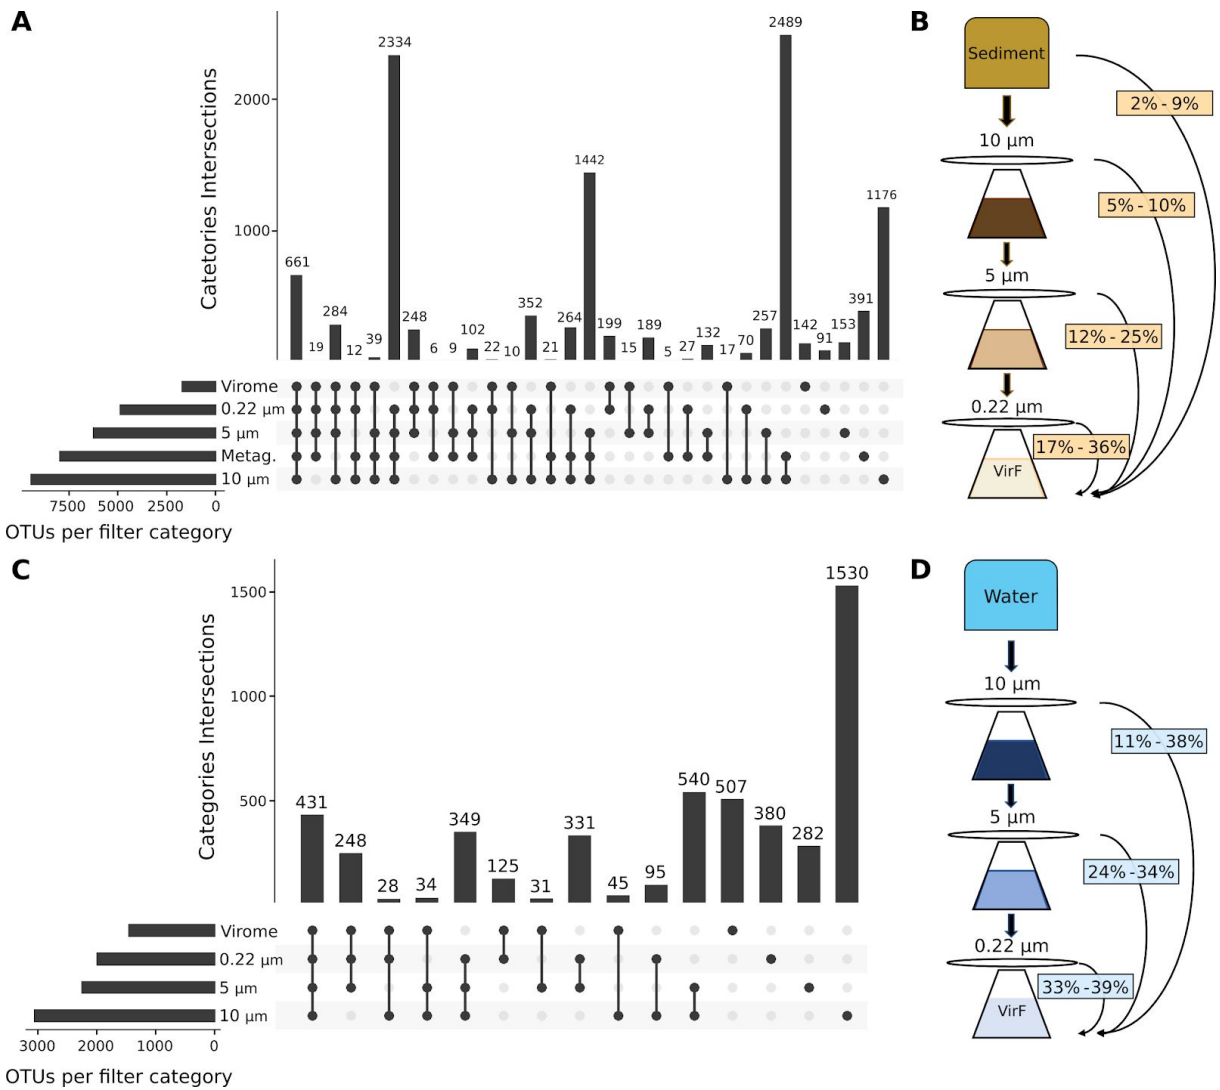 A
Catetories Intersections
2000
1000
661
19
284
12
39
2334
248
6
9
102
22
10
352
21
264
1442
199
15
189
5
27
132
17
70
257
2489
142
91
153
391
1176
Virome
0.22 µm
5 µm
Metag.
10 µm
7500 5000 2500 0
OTUs per filter category
B
Sediment
2% - 9%
10 µm
5% - 10%
5 µm
12% - 25%
0.22 µm
17% - 36%
VirF
C
Categories Intersections
1500
1000
500
431
248
28
34
349
125
31
331
45
95
540
507
380
282
1530
Virome
0.22 µm
5 µm
10 µm
3000 2000 1000 0
OTUs per filter category
D
Water
10 µm
11% - 38%
5 µm
24% -34%
0.22 µm
33% -39%
VirF